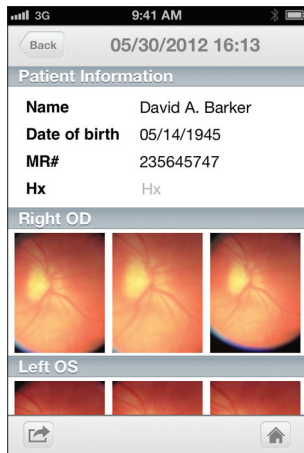 3G 9:41 AM
Back 05/30/2012 16:13
Patient Information
Name David A. Barker
Date of birth 05/14/1945
MR# 235645747
Hx Hx
Right OD
Left OS